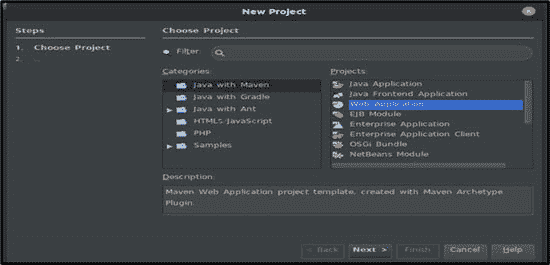 New Project
Steps
1. Choose Project
2. ...
Choose Project
Filter:
Categories:
Java with Maven
Java with Gradle
Java with Ant
HTML5/JavaScript
PHP
Samples
Projects:
Java Application
Java Frontend Application
Web Application
EJB Module
Enterprise Application
Enterprise Application Client
OSGi Bundle
NetBeans Module
Description:
Maven Web Application project template, created with Maven Archetype
Plugin.
< Back
Next >
Finish
Cancel
Help